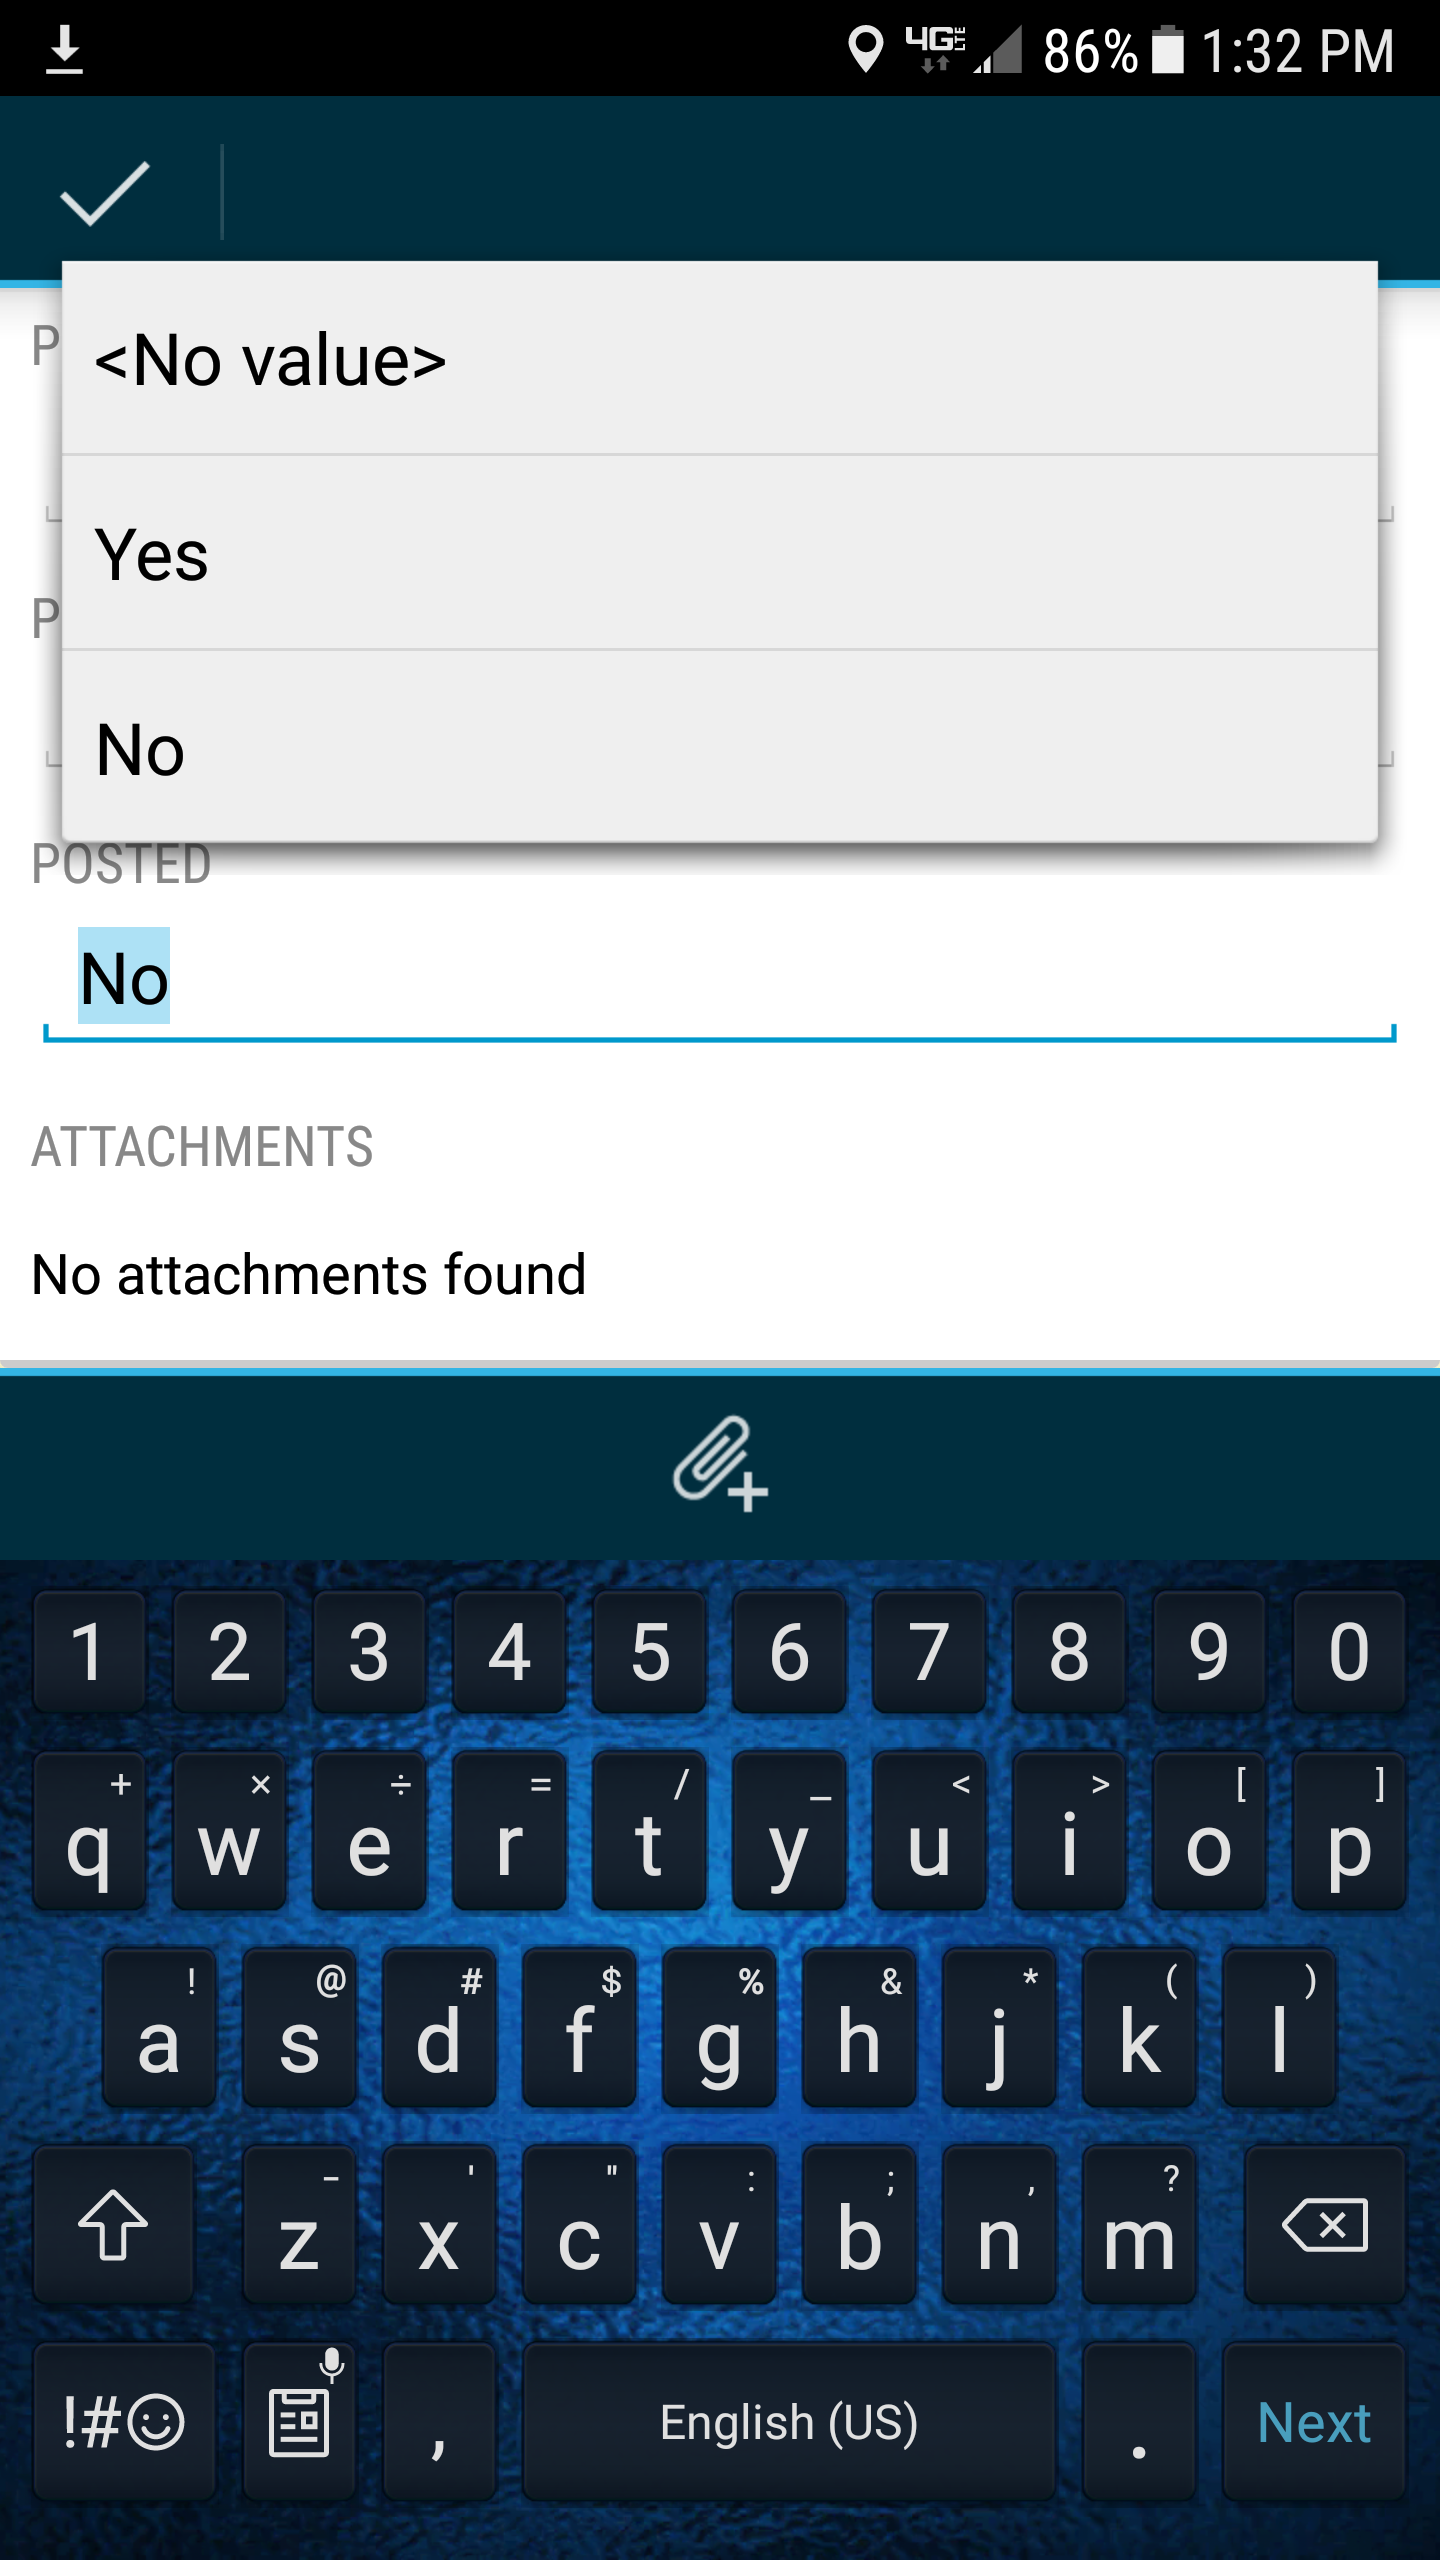 4G LTE 86% 1:32 PM
P
<No value>
Yes
P
No
POSTED
No
ATTACHMENTS
No attachments found
1 2 3 4 5 6 7 8 9 0
+ × ÷ = / _ < > [ ]
q w e r t y u i o p
! @ # $ % & * ( )
a s d f g h j k l
- ' " : ; , ?
z x c v b n m
!#☺ , English (US) . Next